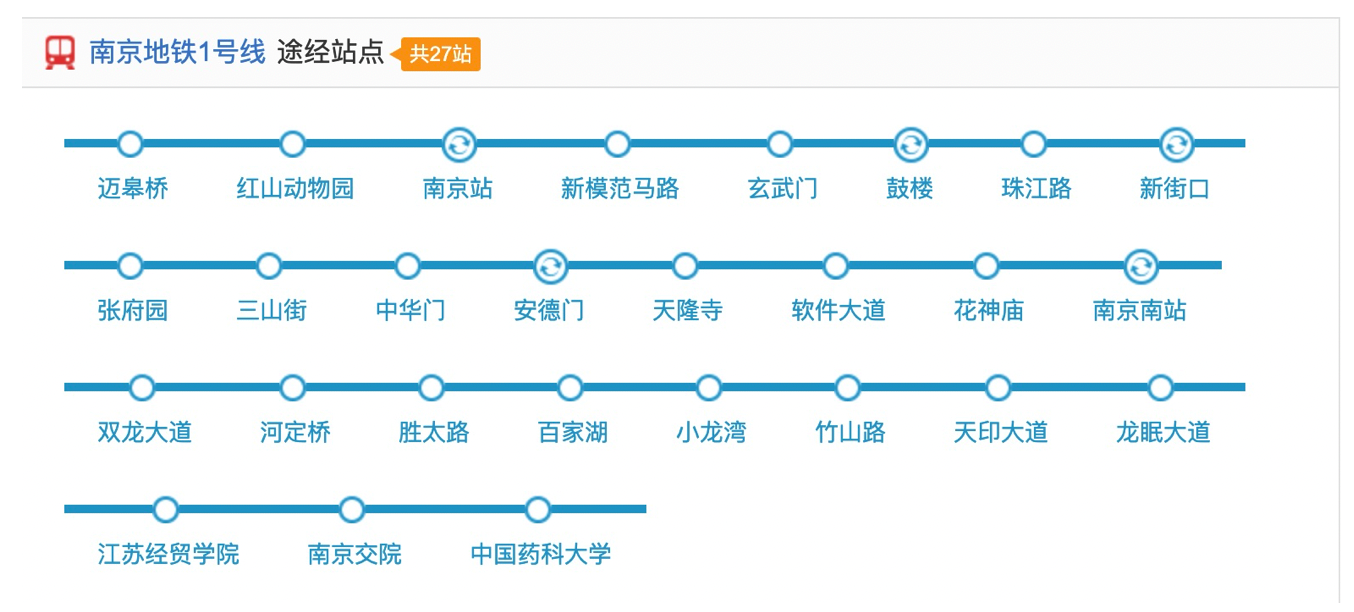 南京地铁1号线 途经站点 共27站
迈皋桥 红山动物园 南京站 新模范马路 玄武门 鼓楼 珠江路 新街口
张府园 三山街 中华门 安德门 天隆寺 软件大道 花神庙 南京南站
双龙大道 河定桥 胜太路 百家湖 小龙湾 竹山路 天印大道 龙眠大道
江苏经贸学院 南京交院 中国药科大学